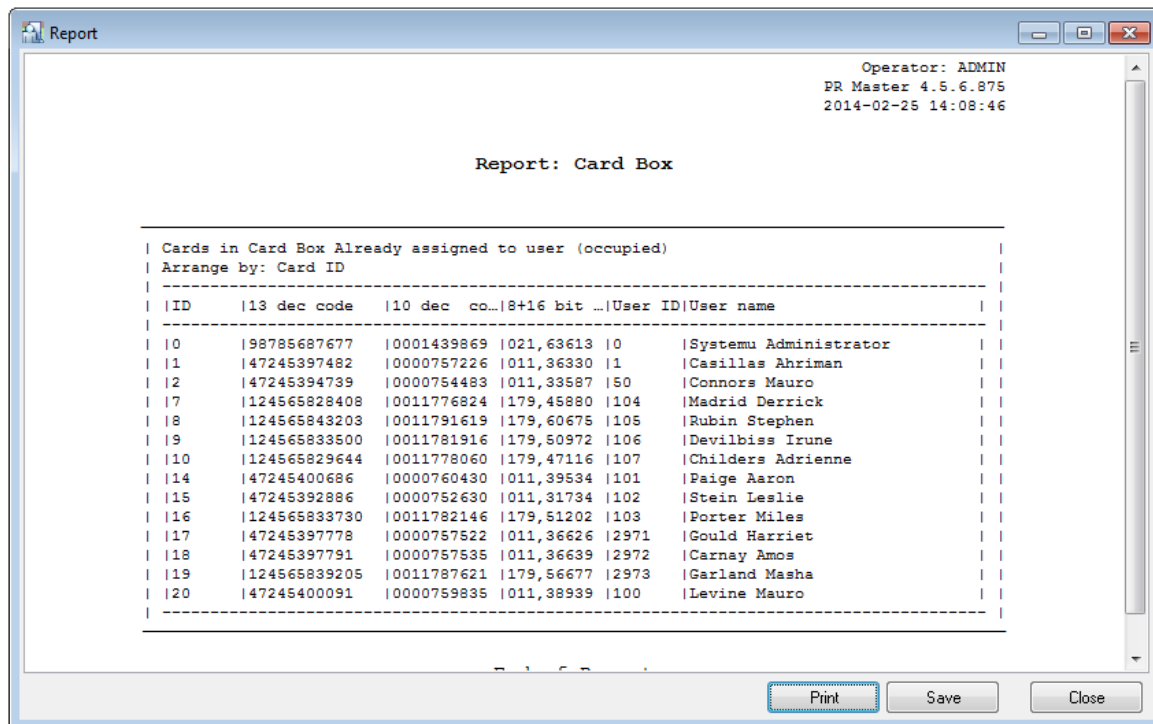 Report
Operator: ADMIN
PR Master 4.5.6.875
2014-02-25 14:08:46
Report: Card Box
| Cards in Card Box Already assigned to user (occupied) |
| Arrange by: Card ID |
| |ID |13 dec code |10 dec co…|8+16 bit …|User ID|User name | |
| |0 |98785687677 |0001439869 |021,63613 |0 |Systemu Administrator | |
| |1 |47245397482 |0000757226 |011,36330 |1 |Casillas Ahriman | |
| |2 |47245394739 |0000754483 |011,33587 |50 |Connors Mauro | |
| |7 |124565828408 |0011776824 |179,45880 |104 |Madrid Derrick | |
| |8 |124565843203 |0011791619 |179,60675 |105 |Rubin Stephen | |
| |9 |124565833500 |0011781916 |179,50972 |106 |Devilbiss Irune | |
| |10 |124565829644 |0011778060 |179,47116 |107 |Childers Adrienne | |
| |14 |47245400686 |0000760430 |011,39534 |101 |Paige Aaron | |
| |15 |47245392886 |0000752630 |011,31734 |102 |Stein Leslie | |
| |16 |124565833730 |0011782146 |179,51202 |103 |Porter Miles | |
| |17 |47245397778 |0000757522 |011,36626 |2971 |Gould Harriet | |
| |18 |47245397791 |0000757535 |011,36639 |2972 |Carnay Amos | |
| |19 |124565839205 |0011787621 |179,56677 |2973 |Garland Masha | |
| |20 |47245400091 |0000759835 |011,38939 |100 |Levine Mauro | |
Print Save Close